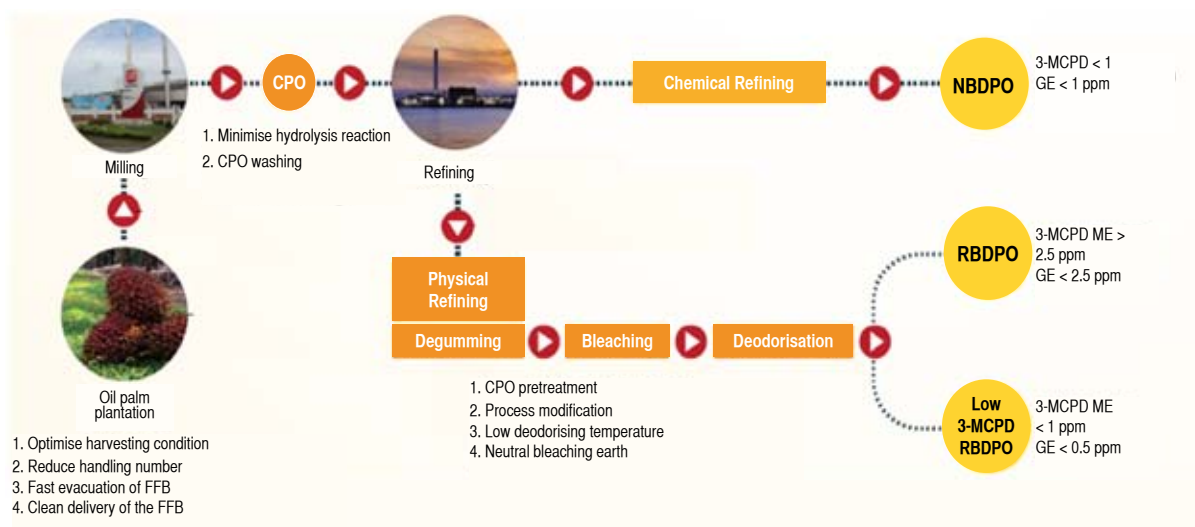 CPO
Chemical Refining
NBDPO
3-MCPD < 1
GE < 1 ppm
1. Minimise hydrolysis reaction
2. CPO washing
Milling
Refining
Physical
Refining
Degumming
Bleaching
Deodorisation
RBDPO
3-MCPD ME >
2.5 ppm
GE < 2.5 ppm
Oil palm
plantation
1. Optimise harvesting condition
2. Reduce handling number
3. Fast evacuation of FFB
4. Clean delivery of the FFB
1. CPO pretreatment
2. Process modification
3. Low deodorising temperature
4. Neutral bleaching earth
Low
3-MCPD
RBDPO
3-MCPD ME
< 1 ppm
GE < 0.5 ppm